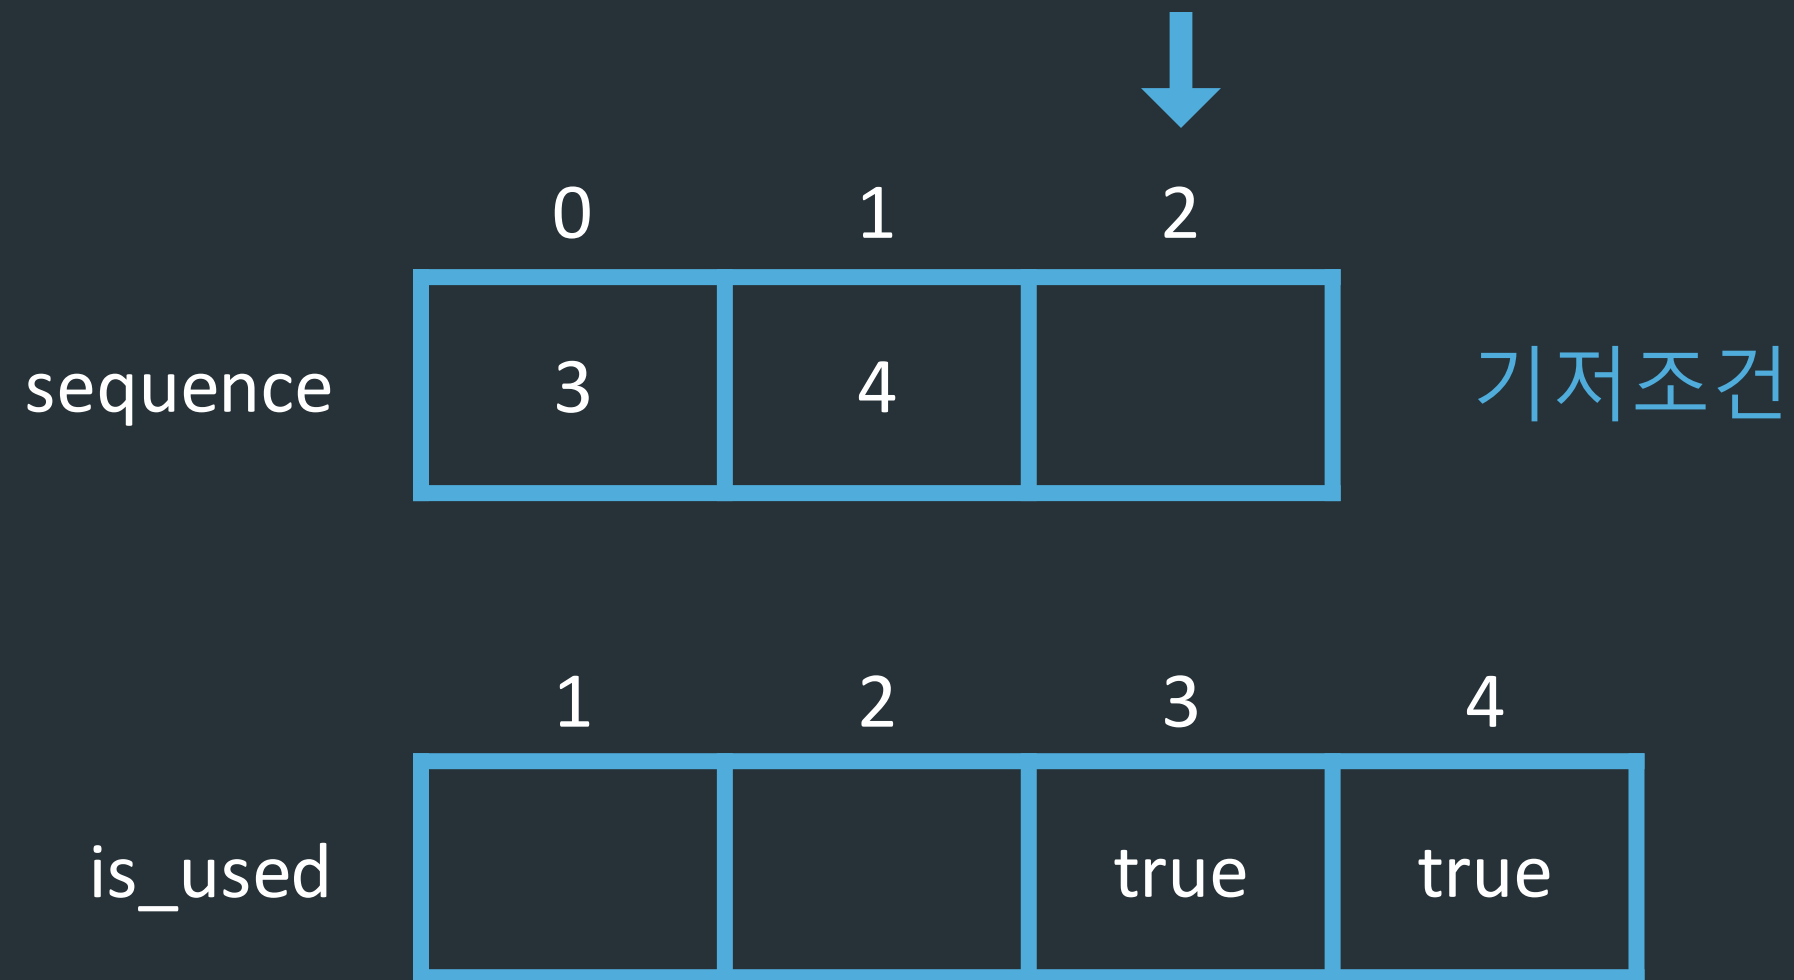 0 1 2
sequence 3 4 기저조건
1 2 3 4
is_used true true